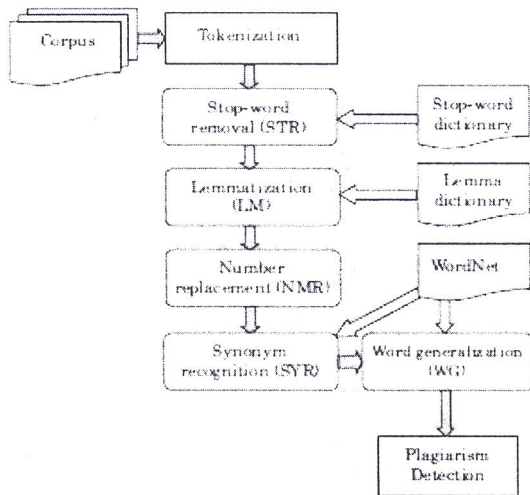 Corpus
Tokenization
Stop-word
removal (STR)
Stop-word
dictionary
Lemmatization
(LM)
Lemma
dictionary
Number
replacement (NMR)
WordNet
Synonym
recognition (SYR)
Word generalization
(WG)
Plagiarism
Detection